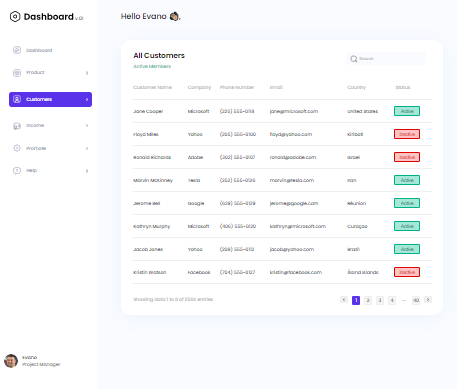 Dashboard v.01
Hello Evano 👋🏼,
Dashboard
Product
Customers
Income
Promote
Help
Evano
Project Manager
All Customers
Active Members
Search
Customer Name Company Phone Number Email Country Status
Jane Cooper Microsoft (225) 555-0118 jane@microsoft.com United States Active
Floyd Miles Yahoo (205) 555-0100 floyd@yahoo.com Kiribati Inactive
Ronald Richards Adobe (302) 555-0107 ronald@adobe.com Israel Inactive
Marvin McKinney Tesla (252) 555-0126 marvin@tesla.com Iran Active
Jerome Bell Google (629) 555-0129 jerome@google.com Réunion Active
Kathryn Murphy Microsoft (406) 555-0120 kathryn@microsoft.com Curaçao Active
Jacob Jones Yahoo (208) 555-0112 jacob@yahoo.com Brazil Active
Kristin Watson Facebook (704) 555-0127 kristin@facebook.com Åland Islands Inactive
Showing data 1 to 8 of 256K entries
< 1 2 3 4 ... 40 >